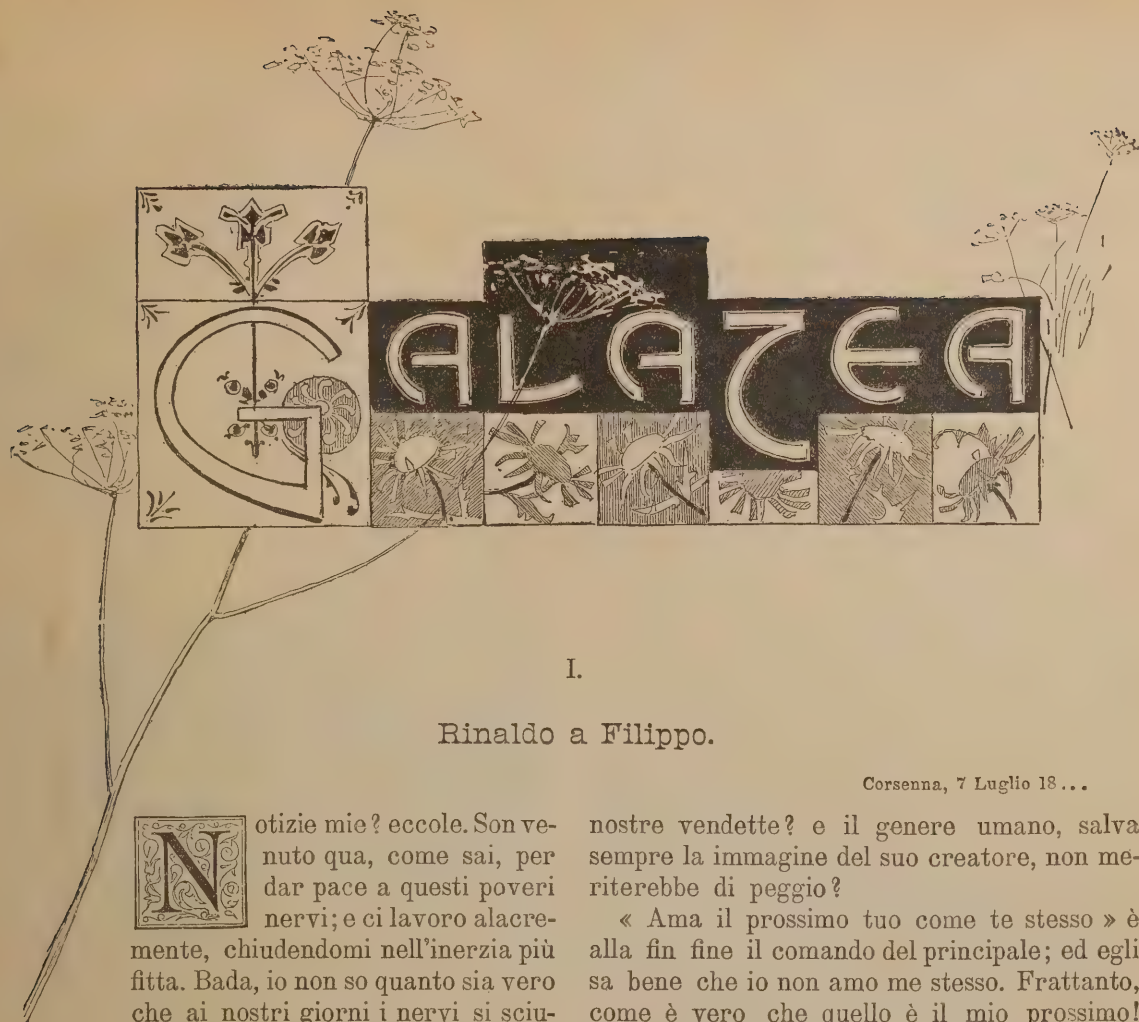 GALATEA
I.
Rinaldo a Filippo.
Corsenna, 7 Luglio 18...
Notizie mie? eccole. Son ve-
nuto qua, come sai, per
dar pace a questi poveri
nervi; e ci lavoro alacre-
mente, chiudendomi nell'inerzia più
fitta. Bada, io non so quanto sia vero
che ai nostri giorni i nervi si sciu-
nostre vendette? e il genere umano, salva
sempre la immagine del suo creatore, non me-
riterebbe di peggio?
« Ama il prossimo tuo come te stesso » è
alla fin fine il comando del principale; ed egli
sa bene che io non amo me stesso. Frattanto,
come è vero che quello è il mio prossimo!